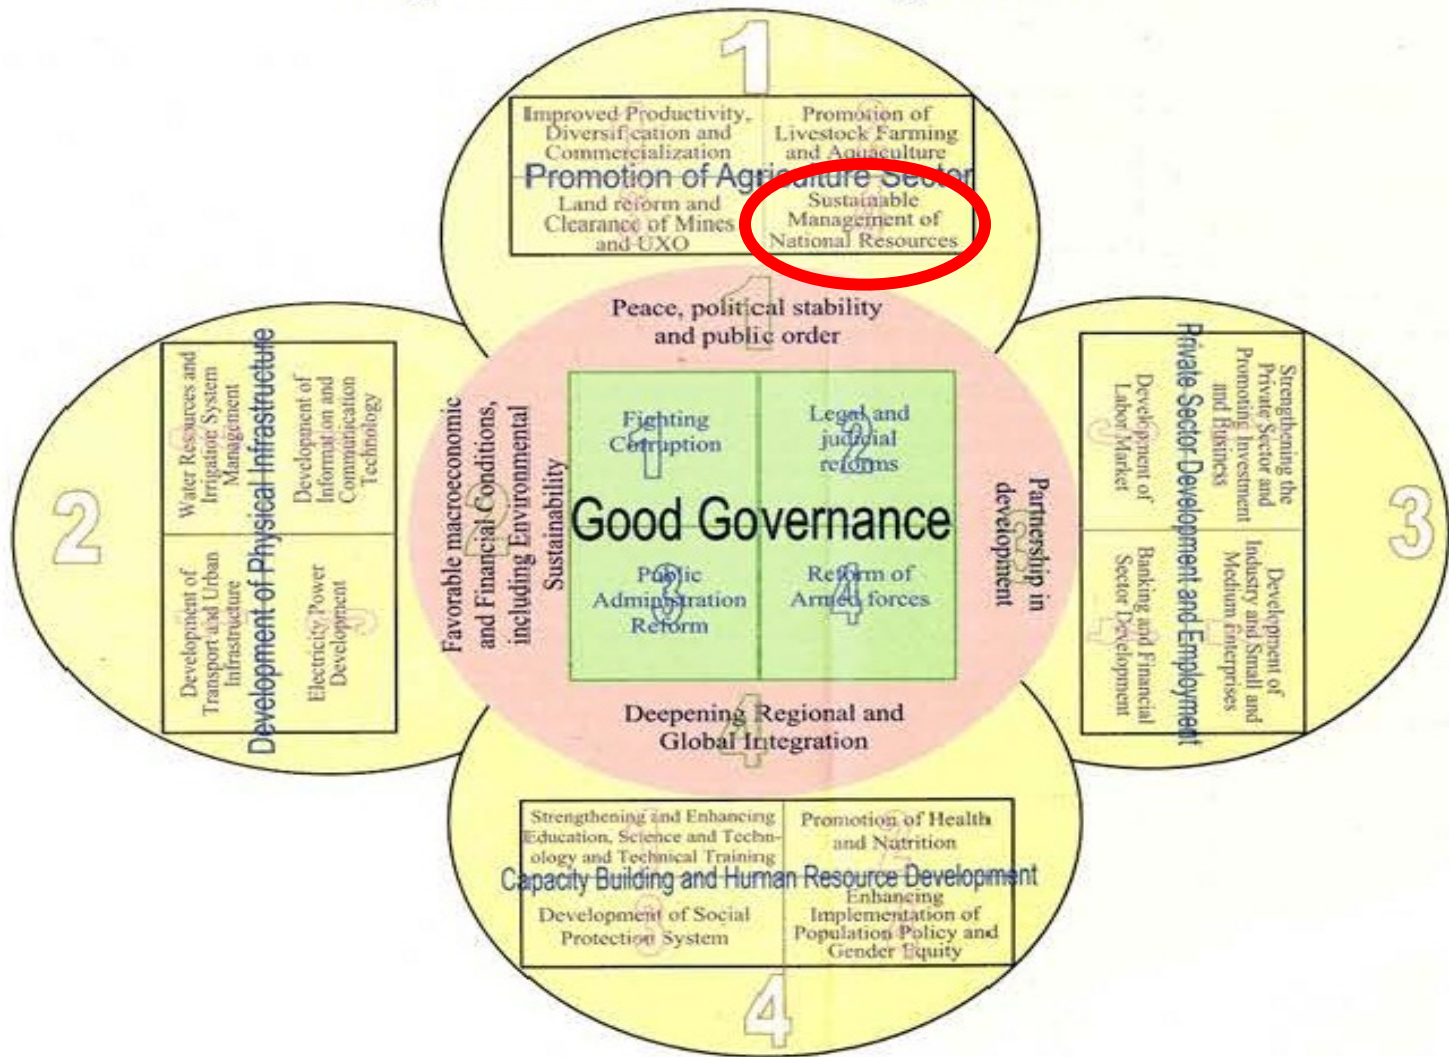 1
Improved Productivity,
Diversification and
Commercialization
Promotion of
Livestock Farming
and Aquaculture
Promotion of Agriculture Sector
Land reform and
Clearance of Mines
and UXO
Sustainable
Management of
National Resources
1
Peace, political stability
and public order
2
Water Resources and
Irrigation System
Management
Development of
Information and
Communication
Technology
Development of Physical Infrastructure
Development of
Transport and Urban
Infrastructure
Electricity Power
Development
2
Favorable macroeconomic
and Financial Conditions,
including Environmental
Sustainability
1
Fighting
Corruption
2
Legal and
judicial
reforms
Good Governance
3
Public
Administration
Reform
4
Reform of
Armed forces
3
Partnership in
development
3
Strengthening the
Private Sector and
Promoting Investment
and Business
Development of
Labor Market
Private Sector Development and Employment
Development of
Industry and Small and
Medium Enterprises
Banking and Financial
Sector Development
4
Deepening Regional and
Global Integration
Strengthening and Enhancing
Education, Science and Techn-
ology and Technical Training
Promotion of Health
and Nutrition
Capacity Building and Human Resource Development
Development of Social
Protection System
Enhancing
Implementation of
Population Policy and
Gender Equity
4